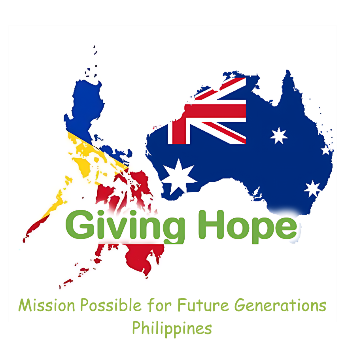 Giving Hope
Mission Possible for Future Generations
Philippines